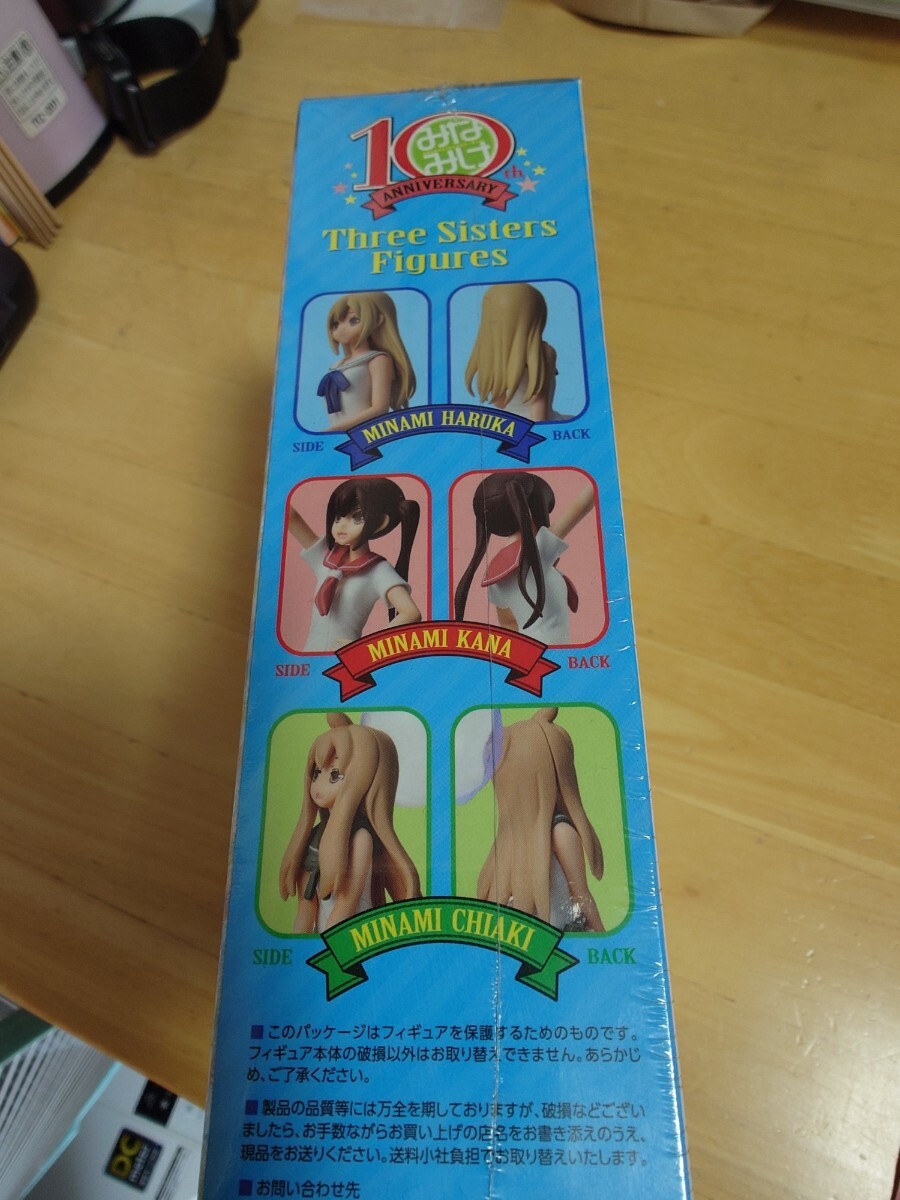 10th
みなみけ
ANNIVERSARY
Three Sisters
Figures
SIDE
MINAMI HARUKA
BACK
SIDE
MINAMI KANA
BACK
SIDE
MINAMI CHIAKI
BACK
■このパッケージはフィギュアを保護するためのものです。
フィギュア本体の破損以外はお取り替えできません。あらかじ
め、ご了承ください。
■製品の品質等には万全を期しておりますが、破損などござい
ましたら、お手数ながらお買い上げの店名をお書き添えのうえ、
現品をお送りください。送料小社負担でお取り替えいたします。
■お問い合わせ先
DC